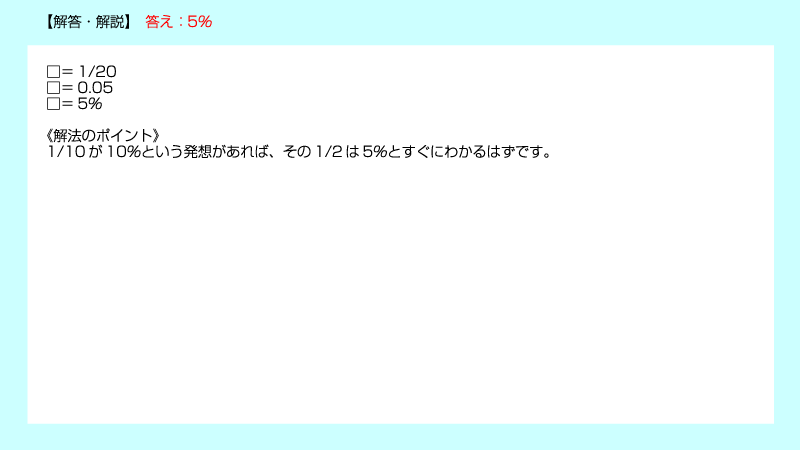 【解答・解説】 答え：5%
□= 1/20
□= 0.05
□= 5%
《解法のポイント》
1/10 が 10%という発想があれば、その 1/2 は 5%とすぐにわかるはずです。